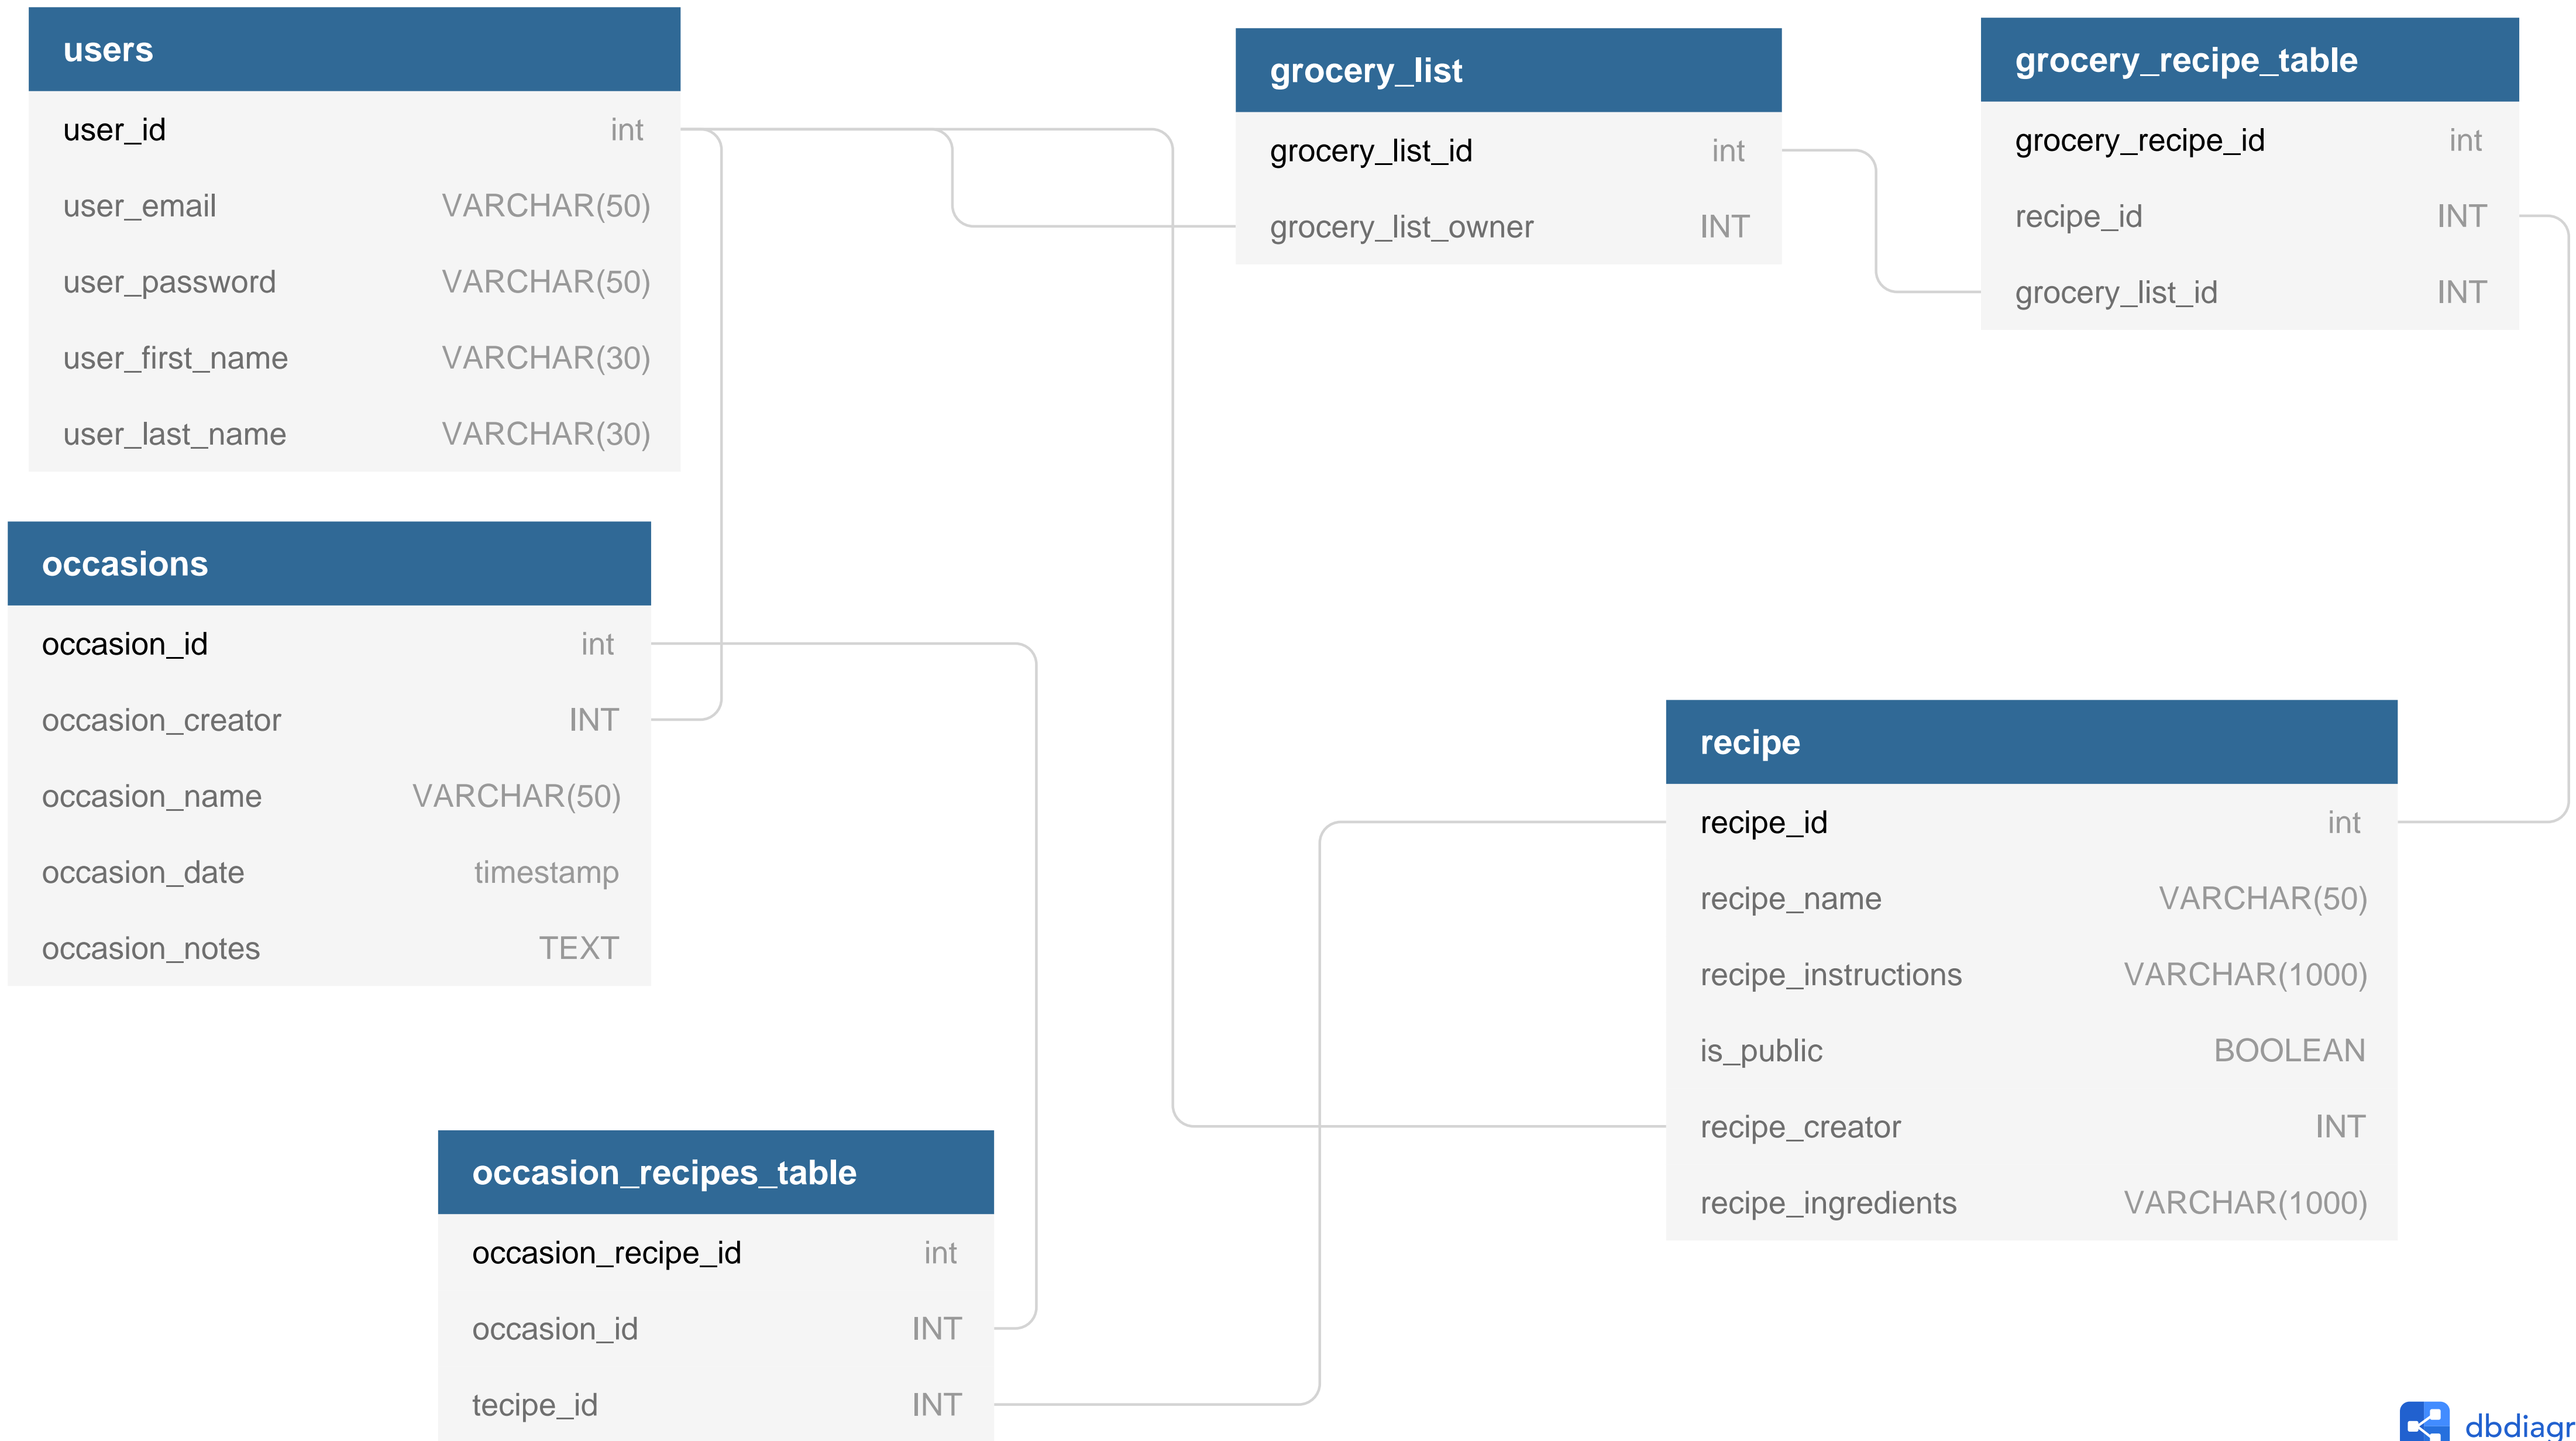 users
user_id int
user_email VARCHAR(50)
user_password VARCHAR(50)
user_first_name VARCHAR(30)
user_last_name VARCHAR(30)
grocery_list
grocery_list_id int
grocery_list_owner INT
grocery_recipe_table
grocery_recipe_id int
recipe_id INT
grocery_list_id INT
occasions
occasion_id int
occasion_creator INT
occasion_name VARCHAR(50)
occasion_date timestamp
occasion_notes TEXT
recipe
recipe_id int
recipe_name VARCHAR(50)
recipe_instructions VARCHAR(1000)
is_public BOOLEAN
recipe_creator INT
recipe_ingredients VARCHAR(1000)
occasion_recipes_table
occasion_recipe_id int
occasion_id INT
tecipe_id INT
dbdiagr